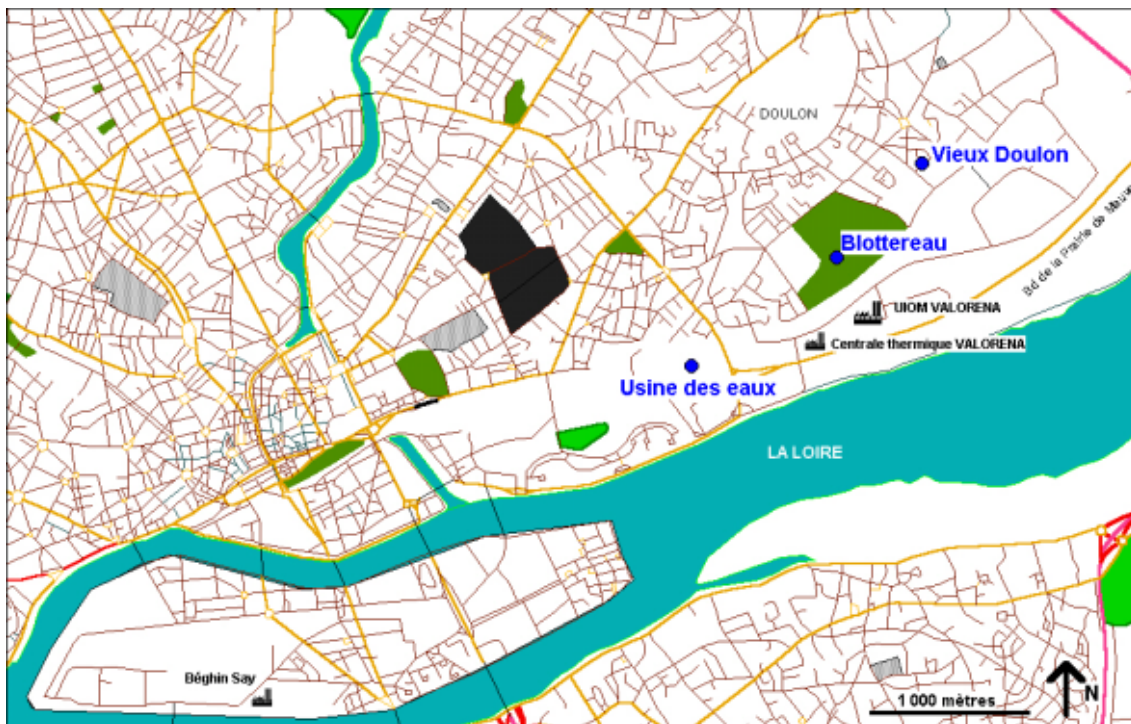 DOULON
Vieux Doulon
Blottereau
Bd de la Prairie de Mauv
UIOM VALORENA
Centrale thermique VALORENA
Usine des eaux
LA LOIRE
Béghin Say
1 000 mètres
N